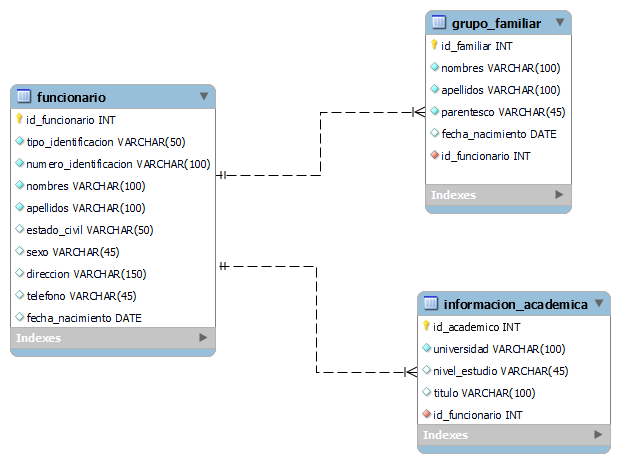 funcionario
id_funcionario INT
tipo_identificacion VARCHAR(50)
numero_identificacion VARCHAR(100)
nombres VARCHAR(100)
apellidos VARCHAR(100)
estado_civil VARCHAR(50)
sexo VARCHAR(45)
direccion VARCHAR(150)
telefono VARCHAR(45)
fecha_nacimiento DATE
Indexes
grupo_familiar
id_familiar INT
nombres VARCHAR(100)
apellidos VARCHAR(100)
parentesco VARCHAR(45)
fecha_nacimiento DATE
id_funcionario INT
Indexes
informacion_academica
id_academico INT
universidad VARCHAR(100)
nivel_estudio VARCHAR(45)
titulo VARCHAR(100)
id_funcionario INT
Indexes